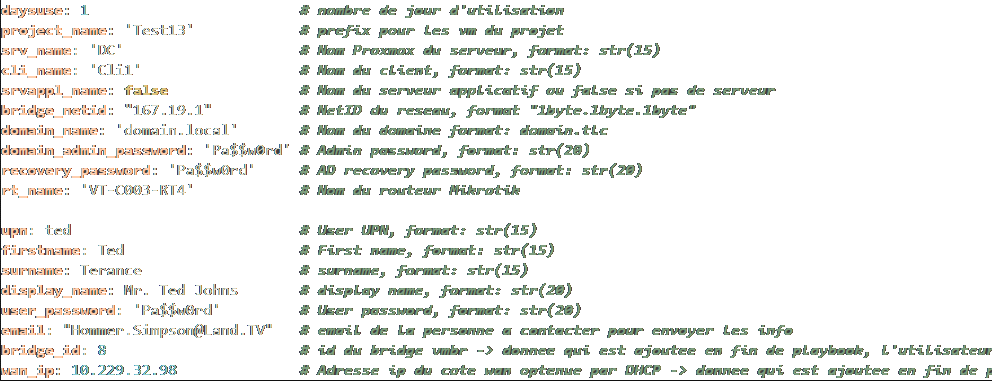 daysuse: 1 # nombre de jour d'utilisation
project_name: 'Test13' # prefix pour les vm du projet
srv_name: 'DC' # Nom Proxmox du serveur, format: str(15)
cli_name: 'Cli1' # Nom du client, format: str(15)
srvappl_name: false # Nom du serveur applicatif ou false si pas de serveur
bridge_netid: "167.19.1" # NetID du reseau, format "1byte.1byte.1byte"
domain_name: 'domain.local' # Nom du domaine format: domain.tlc
domain_admin_password: 'Pa$$w0rd' # Admin password, format: str(20)
recovery_password: 'Pa$$w0rd' # AD recovery password, format: str(20)
rt_name: 'VT-C003-RT4' # Nom du routeur Mikrotik
upn: ted # User UPN, format: str(15)
firstname: Ted # First name, format: str(15)
surname: Terance # surname, format: str(15)
display_name: Mr. Ted Johns # display name, format: str(20)
user_password: 'Pa$$w0rd' # User password, format: str(20)
email: "Hommer.Simpson@Land.TV" # email de la personne a contacter pour envoyer les info
bridge_id: 8 # id du bridge vmbr -> donnee qui est ajoutee en fin de playbook, l'utilisateur
wan_ip: 10.229.32.98 # Adresse ip du cote wan optenue par DHCP -> donnee qui est ajoutee en fin de p